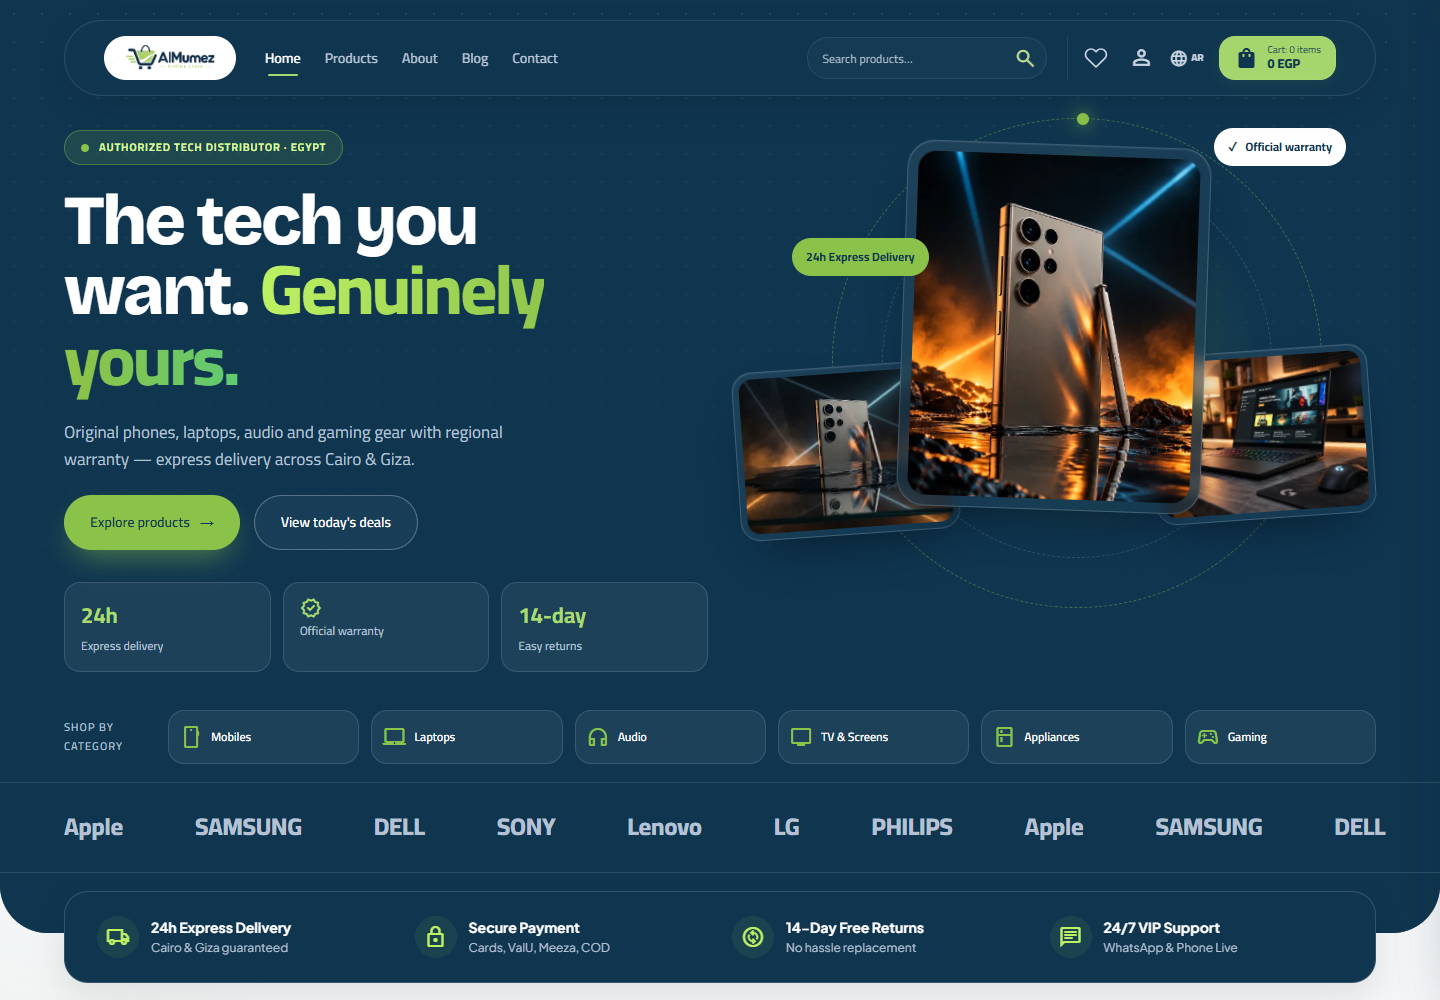 AlMumez
Home
Products
About
Blog
Contact
Search products...
AR
Cart: 0 items
0 EGP
AUTHORIZED TECH DISTRIBUTOR · EGYPT
The tech you
want. Genuinely
yours.
Original phones, laptops, audio and gaming gear with regional
warranty — express delivery across Cairo & Giza.
Explore products →
View today's deals
✓ Official warranty
24h Express Delivery
24h
Express delivery
Official warranty
14-day
Easy returns
SHOP BY
CATEGORY
Mobiles
Laptops
Audio
TV & Screens
Appliances
Gaming
Apple
SAMSUNG
DELL
SONY
Lenovo
LG
PHILIPS
Apple
SAMSUNG
DELL
24h Express Delivery
Cairo & Giza guaranteed
Secure Payment
Cards, ValU, Meeza, COD
14-Day Free Returns
No hassle replacement
24/7 VIP Support
WhatsApp & Phone Live